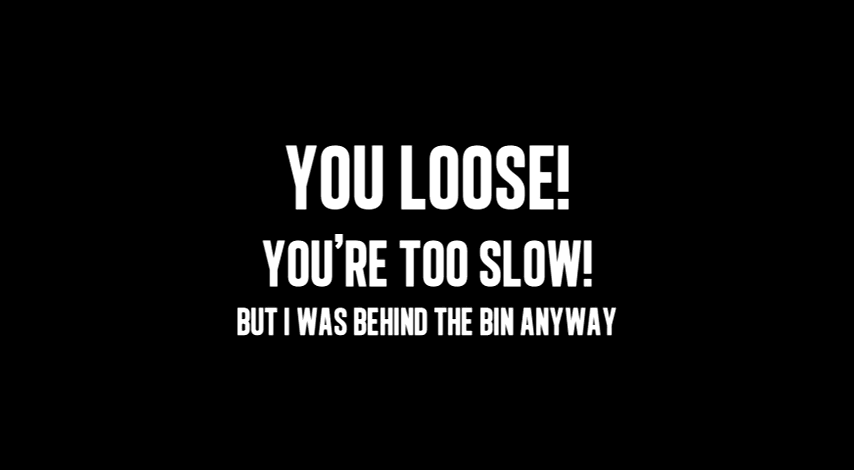 YOU LOOSE!
YOU'RE TOO SLOW!
BUT I WAS BEHIND THE BIN ANYWAY